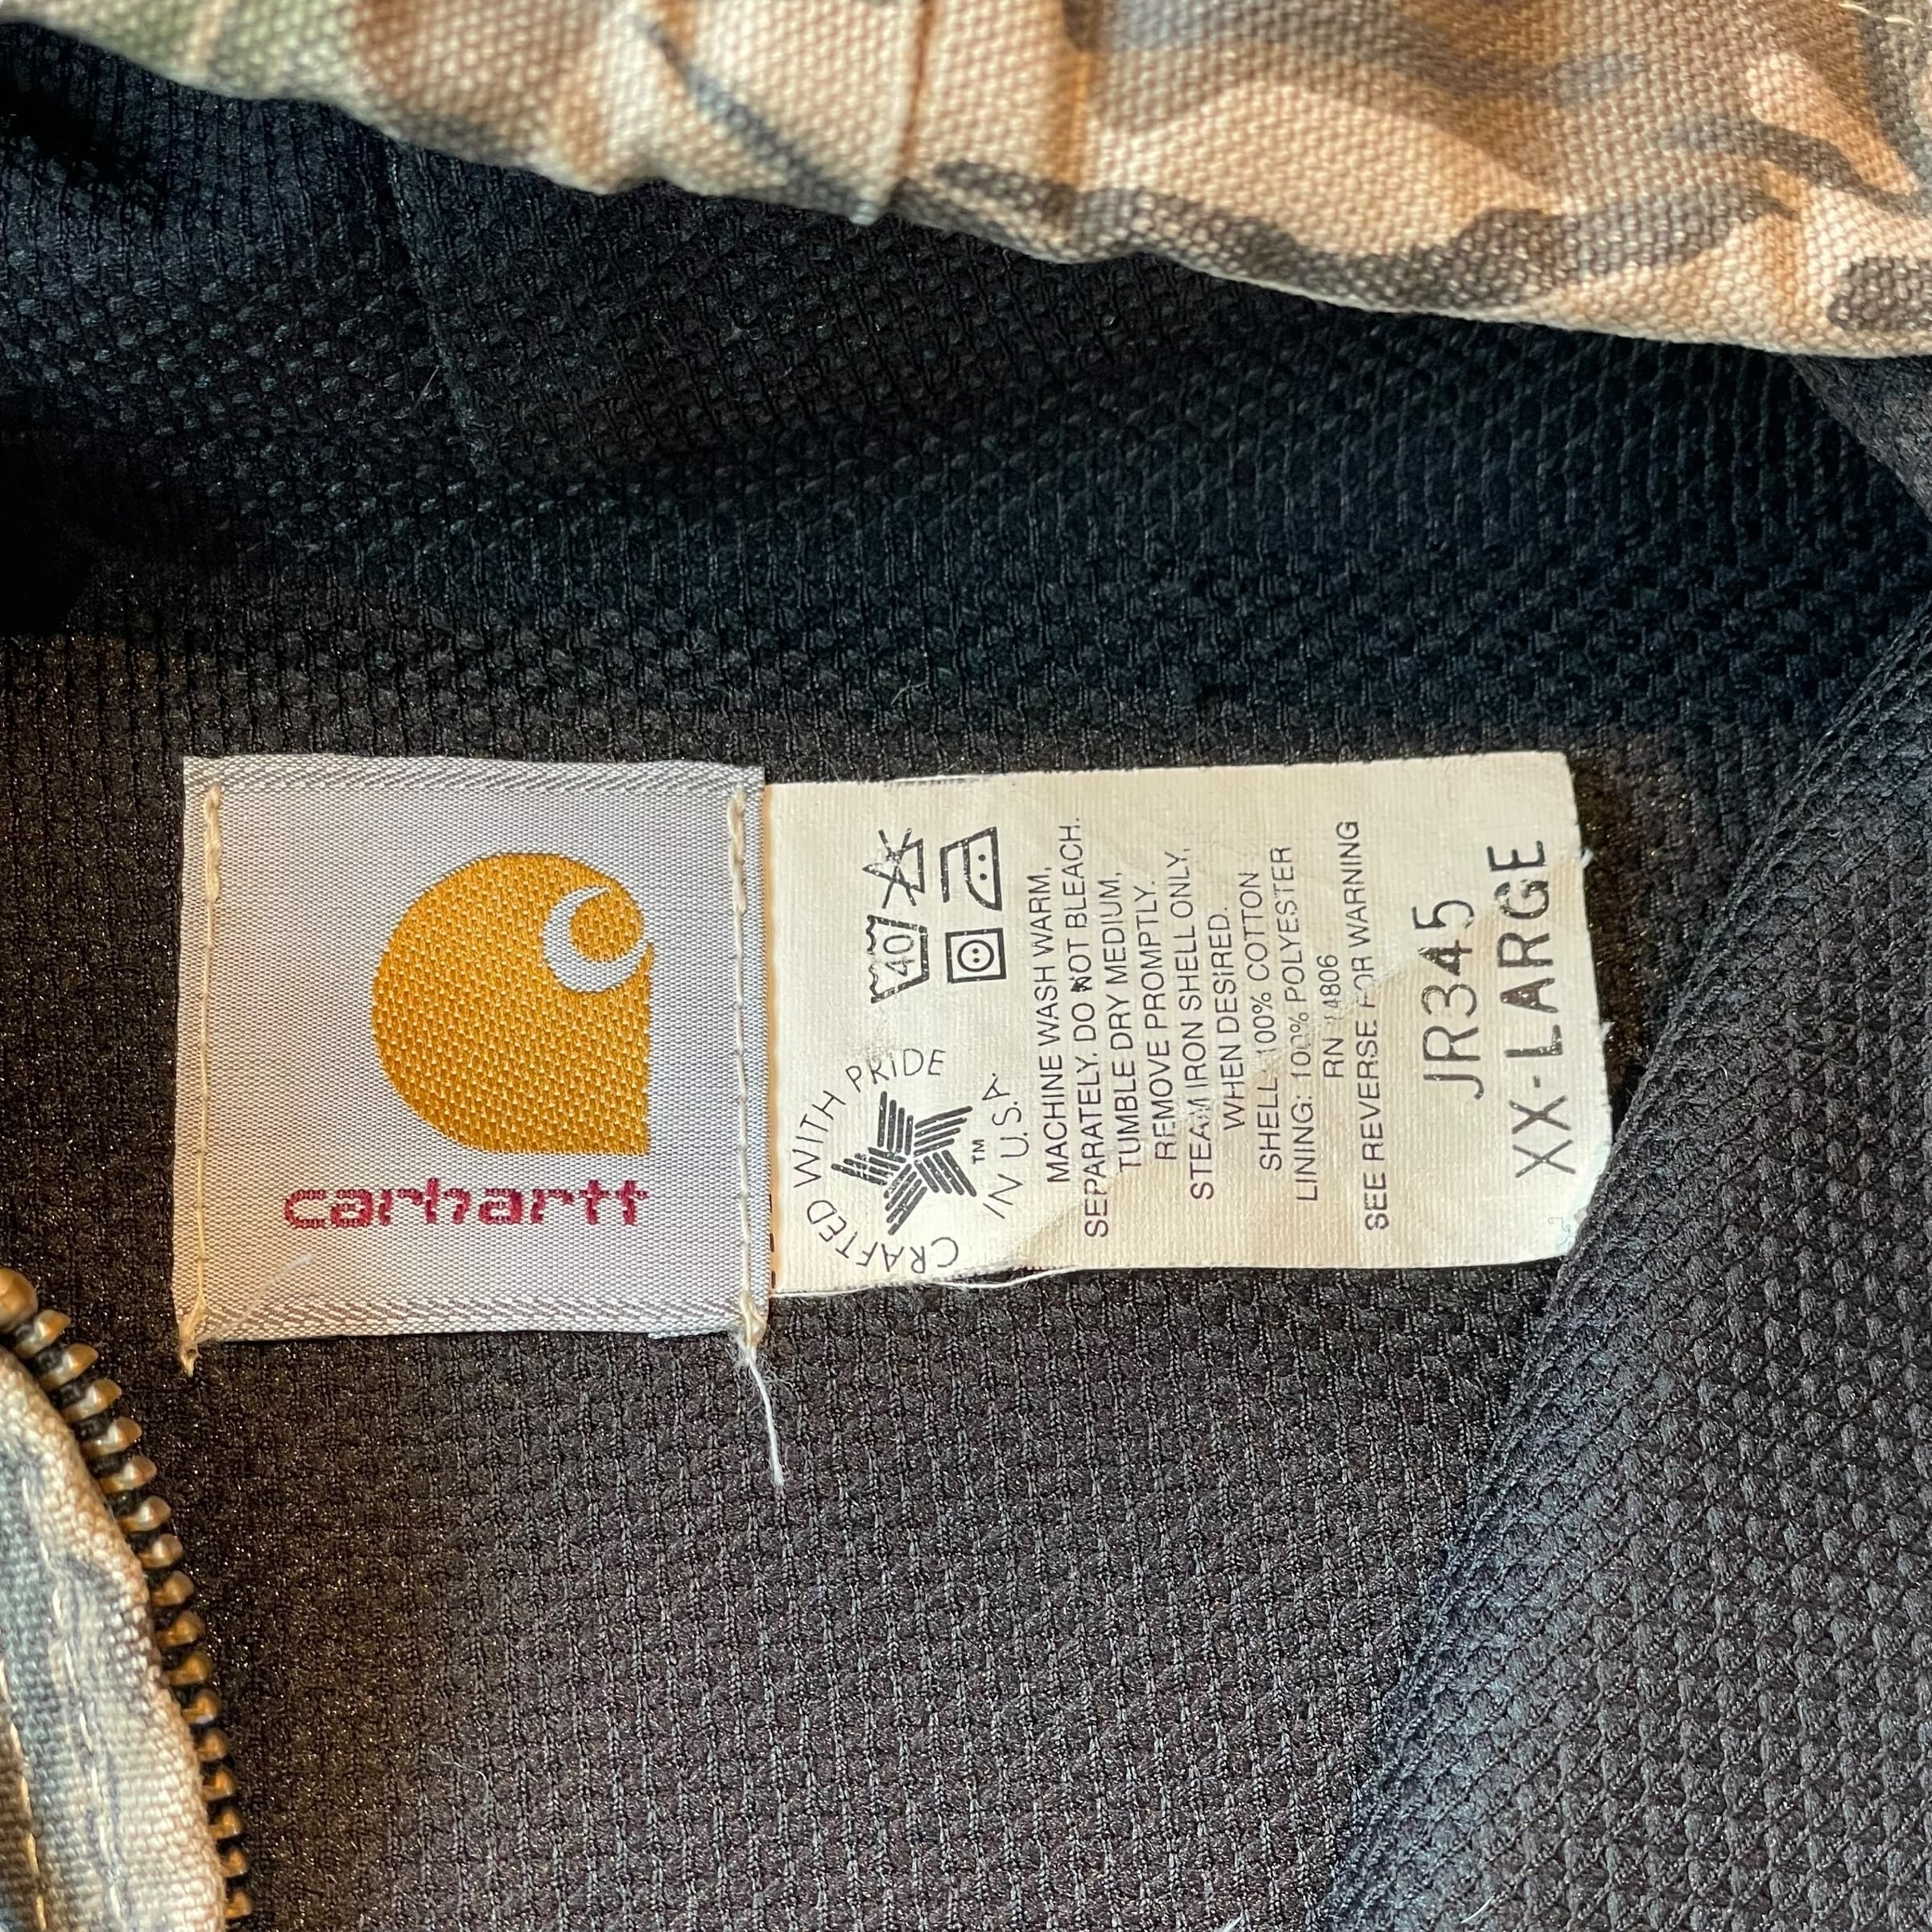 carhartt
CRAFTED WITH PRIDE
IN U.S.A.
TM
40
MACHINE WASH WARM,
SEPARATELY. DO NOT BLEACH.
TUMBLE DRY MEDIUM,
REMOVE PROMPTLY.
STEAM IRON SHELL ONLY,
WHEN DESIRED.
SHELL: 100% COTTON
LINING: 100% POLYESTER
RN 14806
SEE REVERSE FOR WARNING
JR345
XX-LARGE